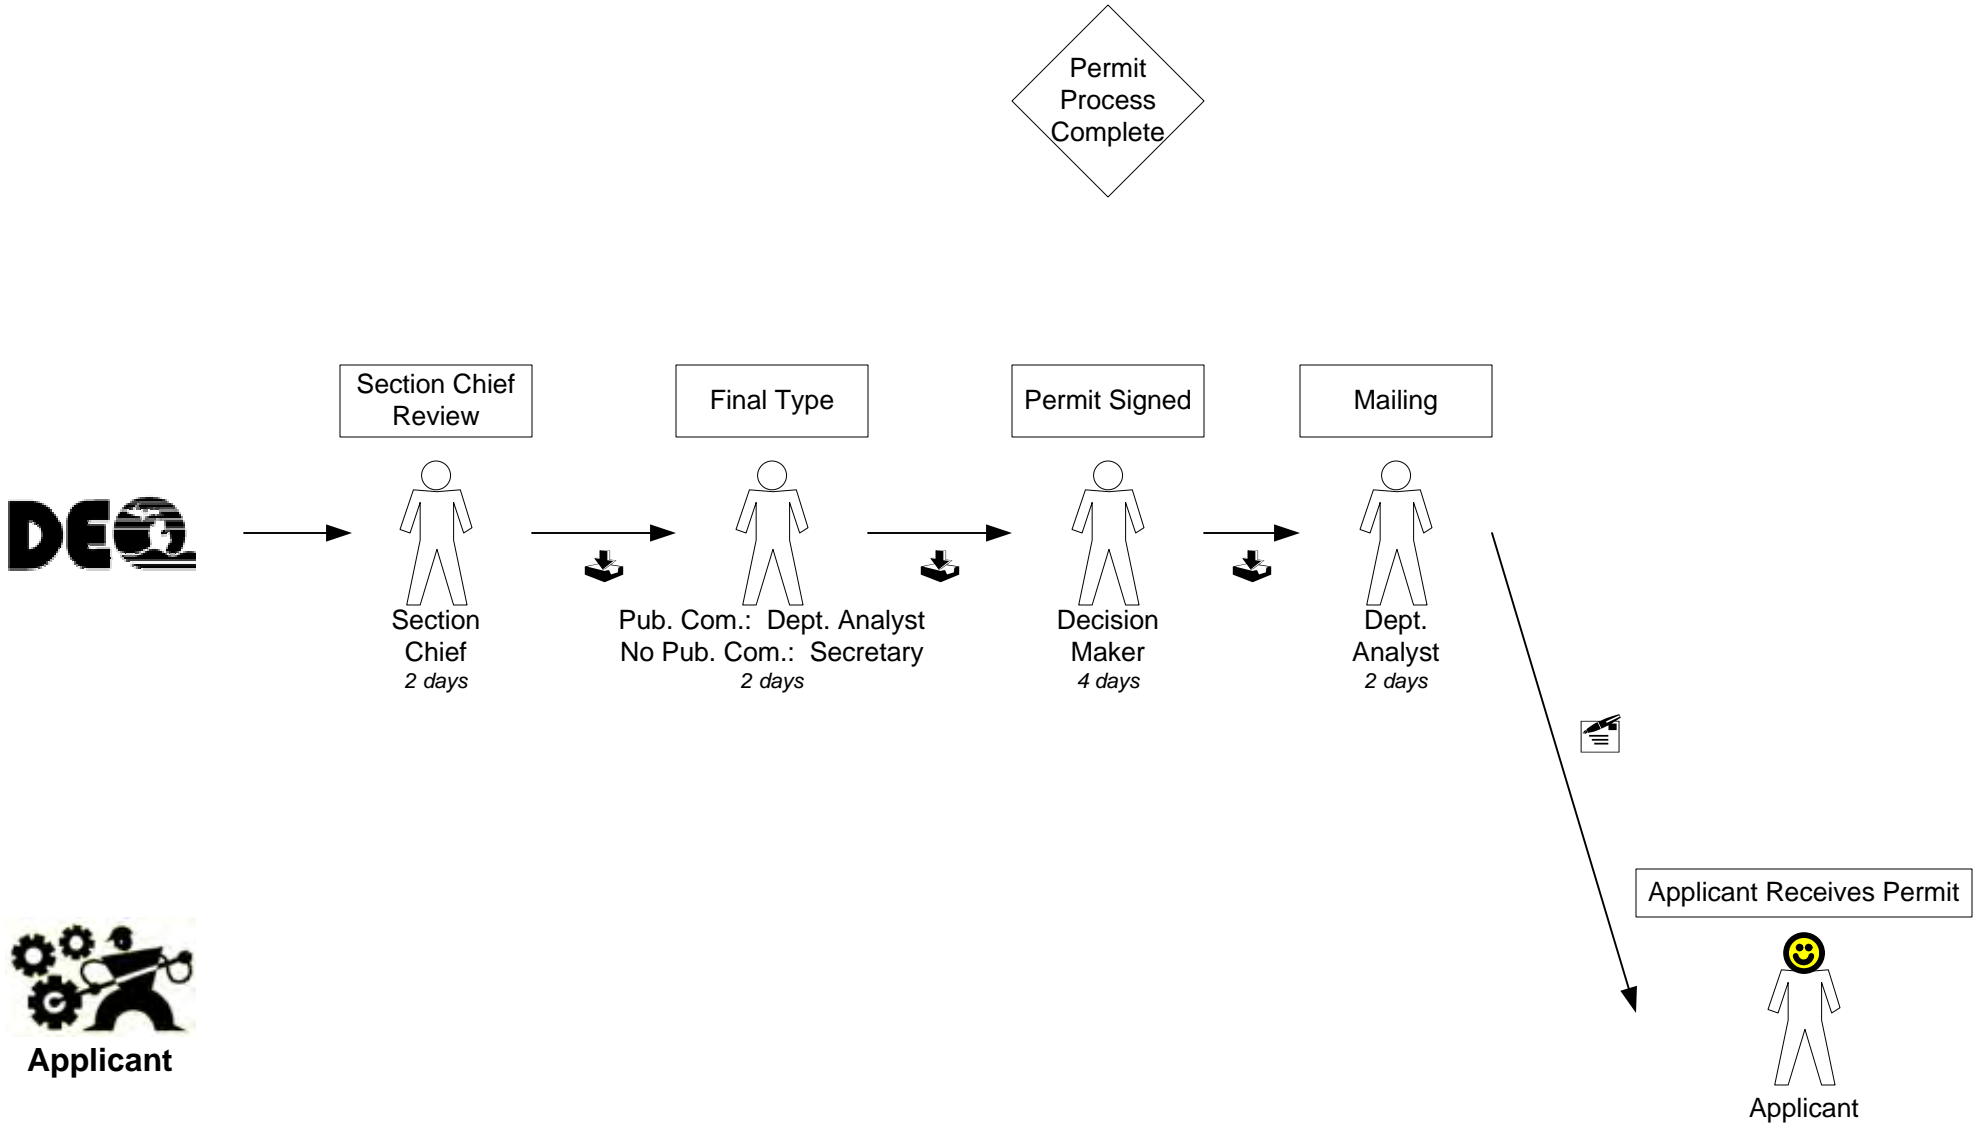 Permit
Process
Complete
Section Chief
Review
Final Type
Permit Signed
Mailing
DEQ
Section
Chief
2 days
Pub. Com.:  Dept. Analyst
No Pub. Com.:  Secretary
2 days
Decision
Maker
4 days
Dept.
Analyst
2 days
Applicant Receives Permit
Applicant
Applicant